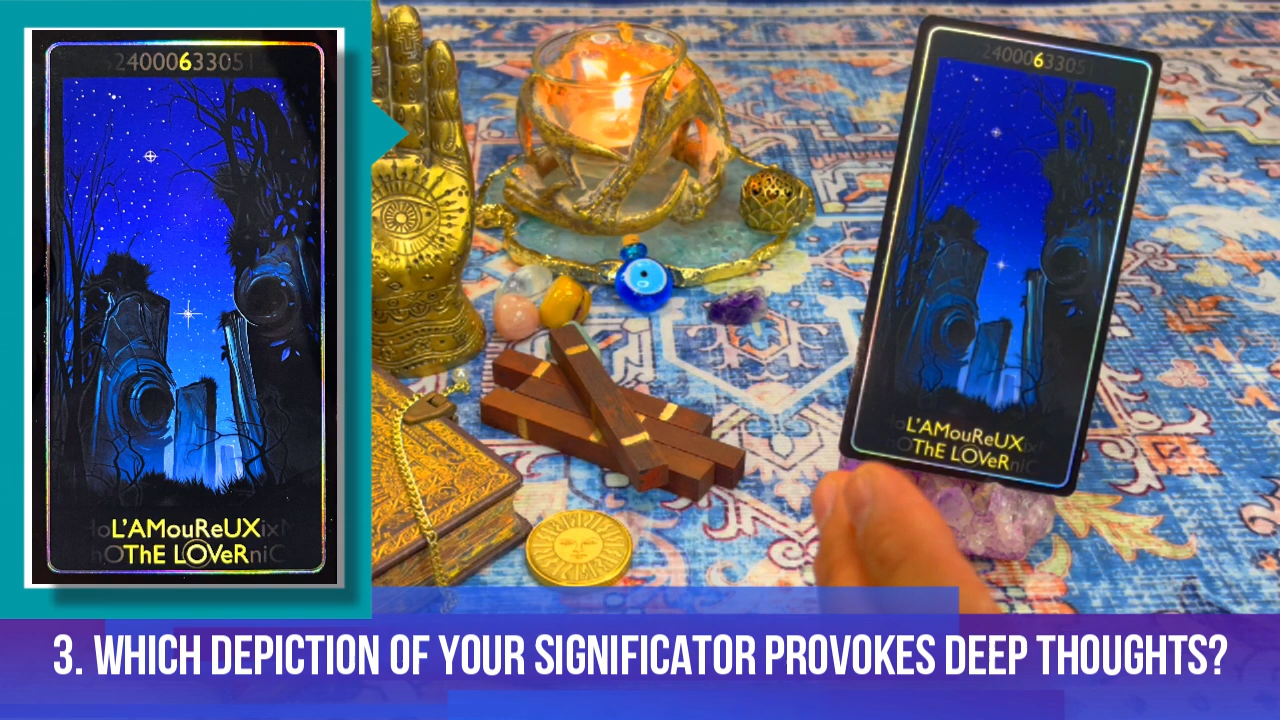 24000633051
L'AMouReUX
ThE LOVeR
24000633051
L'AMouReUX
ThE LOVeR
3. WHICH DEPICTION OF YOUR SIGNIFICATOR PROVOKES DEEP THOUGHTS?